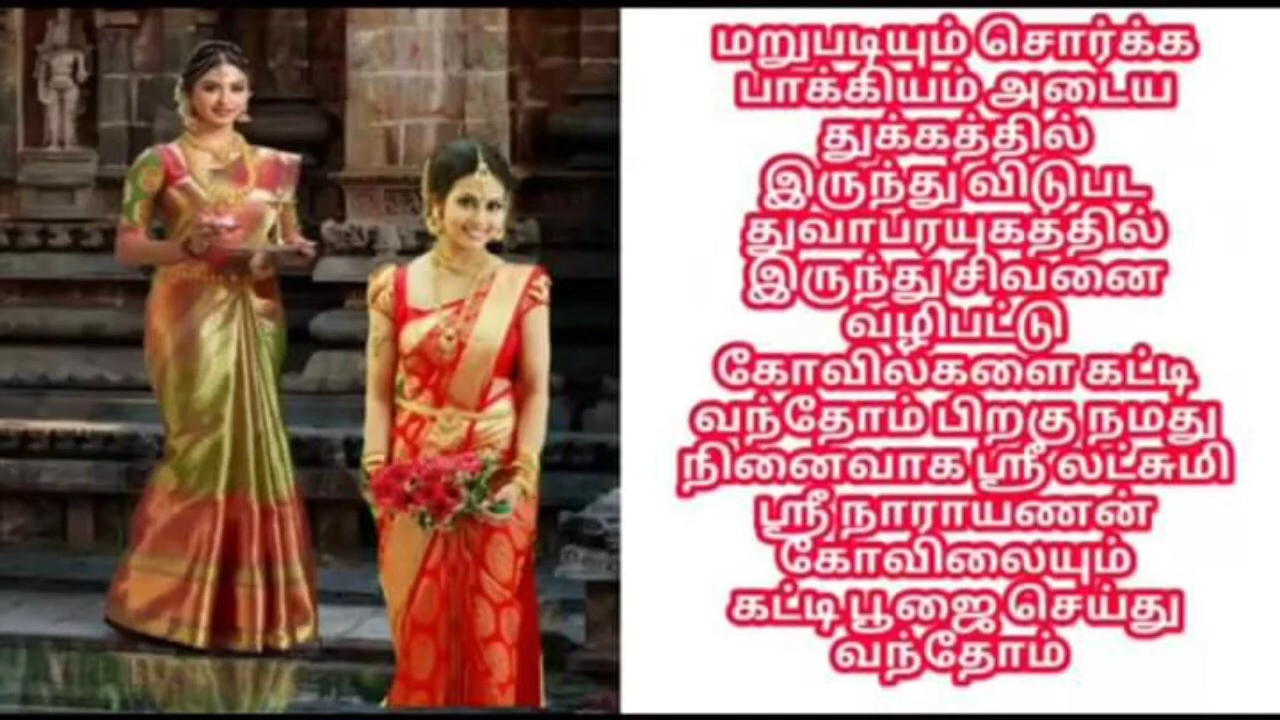 மறுபடியும் சொர்க்க
பாக்கியம் அடைய
துக்கத்தில்
இருந்து விடுபட
துவாபரயுகத்தில்
இருந்து சிவனை
வழிபட்டு
கோவில்களை கட்டி
வந்தோம் பிறகு நமது
நினைவாக ஸ்ரீ லட்சுமி
ஸ்ரீ நாராயணன்
கோவிலையும்
கட்டி பூஜை செய்து
வந்தோம்